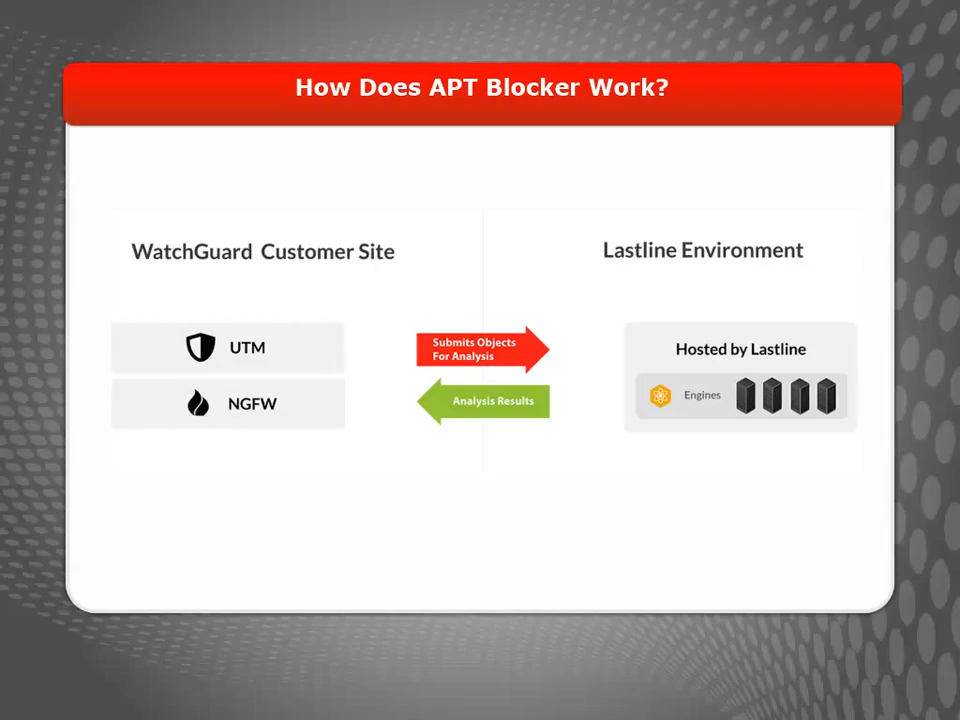 How Does APT Blocker Work?
WatchGuard Customer Site
Lastline Environment
UTM
NGFW
Submits Objects
For Analysis
Analysis Results
Hosted by Lastline
Engines